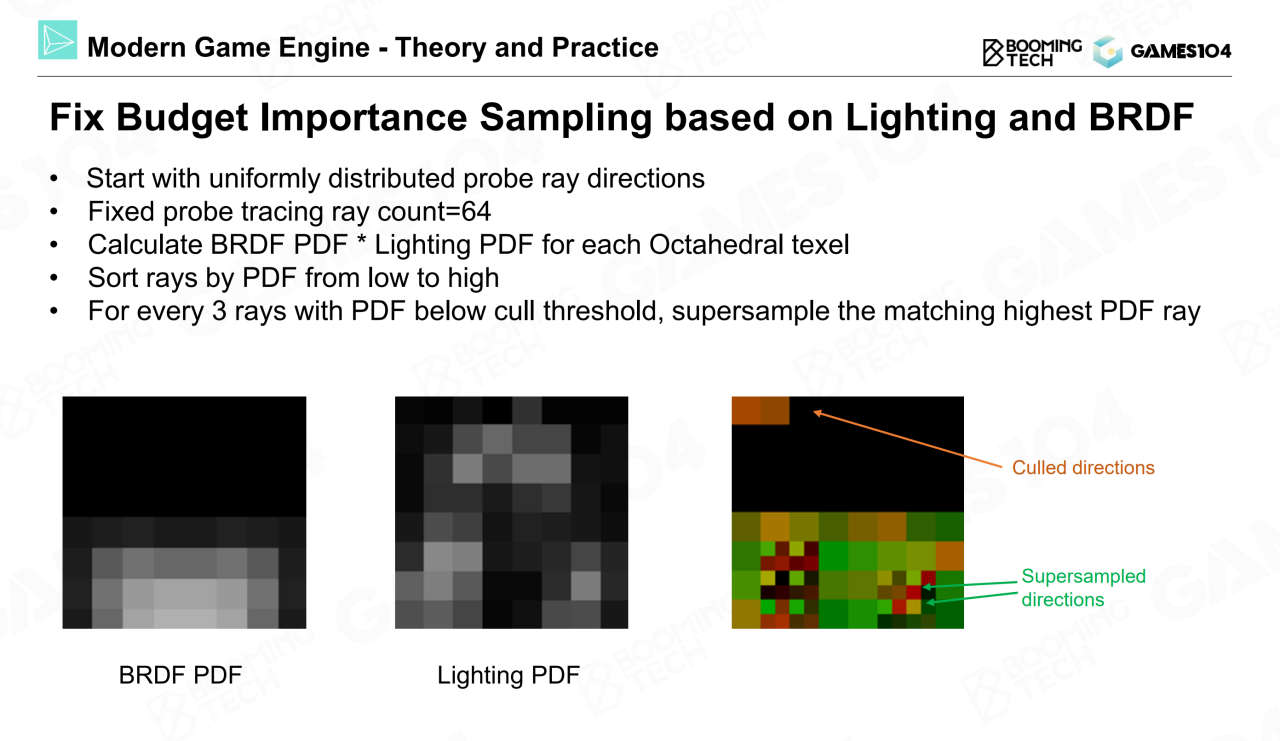 Modern Game Engine - Theory and Practice
BOOMING
TECH
GAMES104
Fix Budget Importance Sampling based on Lighting and BRDF
• Start with uniformly distributed probe ray directions
• Fixed probe tracing ray count=64
• Calculate BRDF PDF * Lighting PDF for each Octahedral texel
• Sort rays by PDF from low to high
• For every 3 rays with PDF below cull threshold, supersample the matching highest PDF ray
Culled directions
Supersampled
directions
BRDF PDF
Lighting PDF